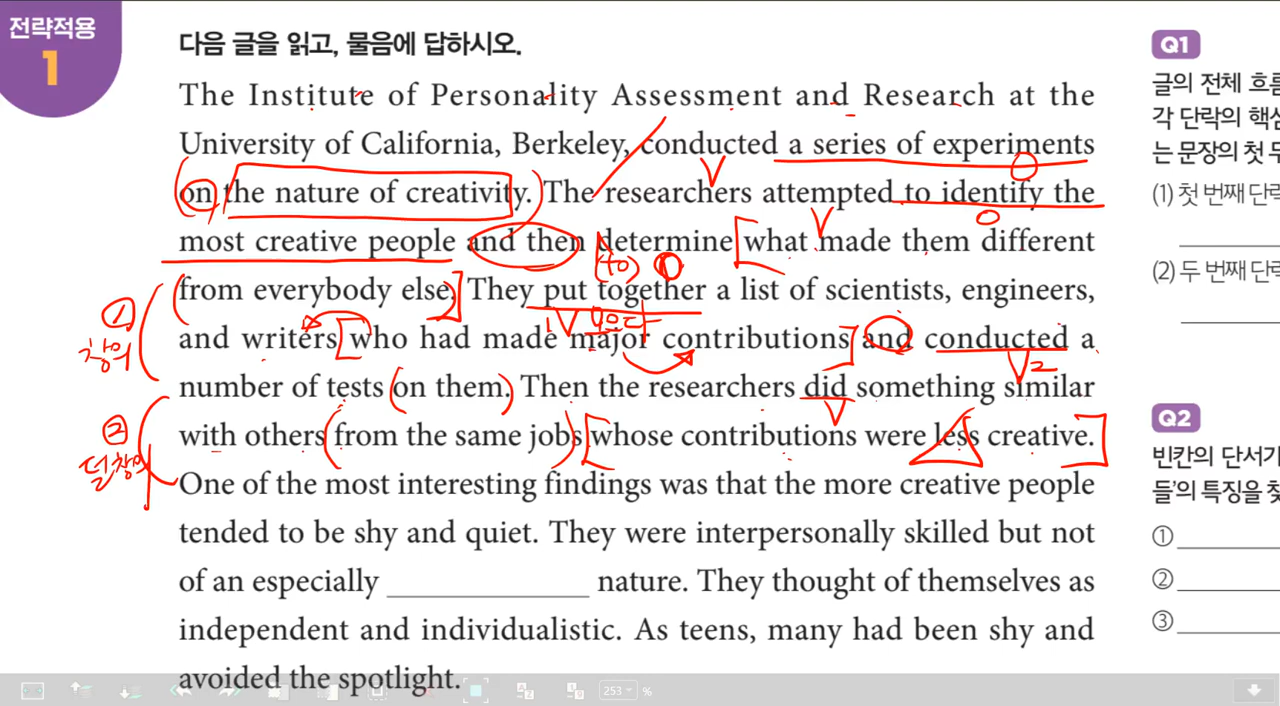 전략적용
1
다음 글을 읽고, 물음에 답하시오.
The Institute of Personality Assessment and Research at the
University of California, Berkeley, conducted a series of experiments
on the nature of creativity. The researchers attempted to identify the
most creative people and then determine what made them different
(to) ①
from everybody else. They put together a list of scientists, engineers,
①
창의
V 모으다
and writers who had made major contributions and conducted a
V2
number of tests on them. Then the researchers did something similar
V
②
덜창의
with others from the same jobs whose contributions were less creative.
One of the most interesting findings was that the more creative people
tended to be shy and quiet. They were interpersonally skilled but not
of an especially ____________ nature. They thought of themselves as
independent and individualistic. As teens, many had been shy and
avoided the spotlight.
Q1
글의 전체 흐름
각 단락의 핵심
는 문장의 첫 두
(1) 첫 번째 단락
(2) 두 번째 단락
Q2
빈칸의 단서가
들'의 특징을 찾
①
②
③
253 %